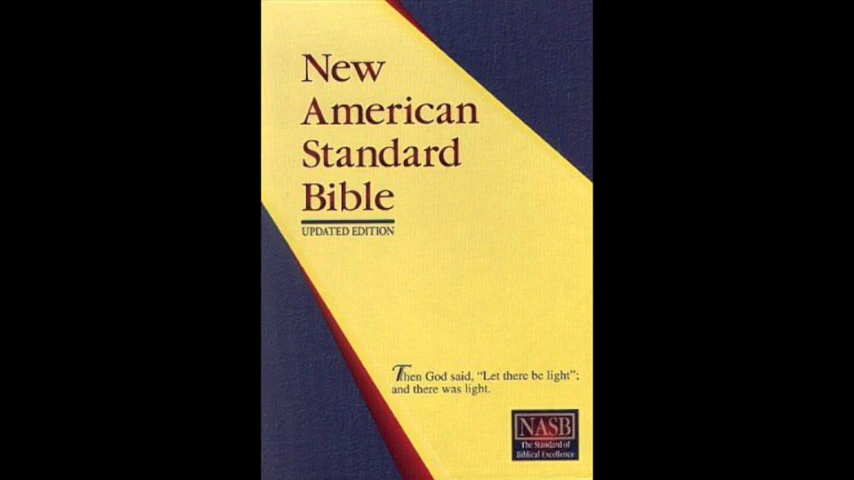 New
American
Standard
Bible
UPDATED EDITION
Then God said, "Let there be light";
and there was light.
NASB
The Standard of
Biblical Excellence